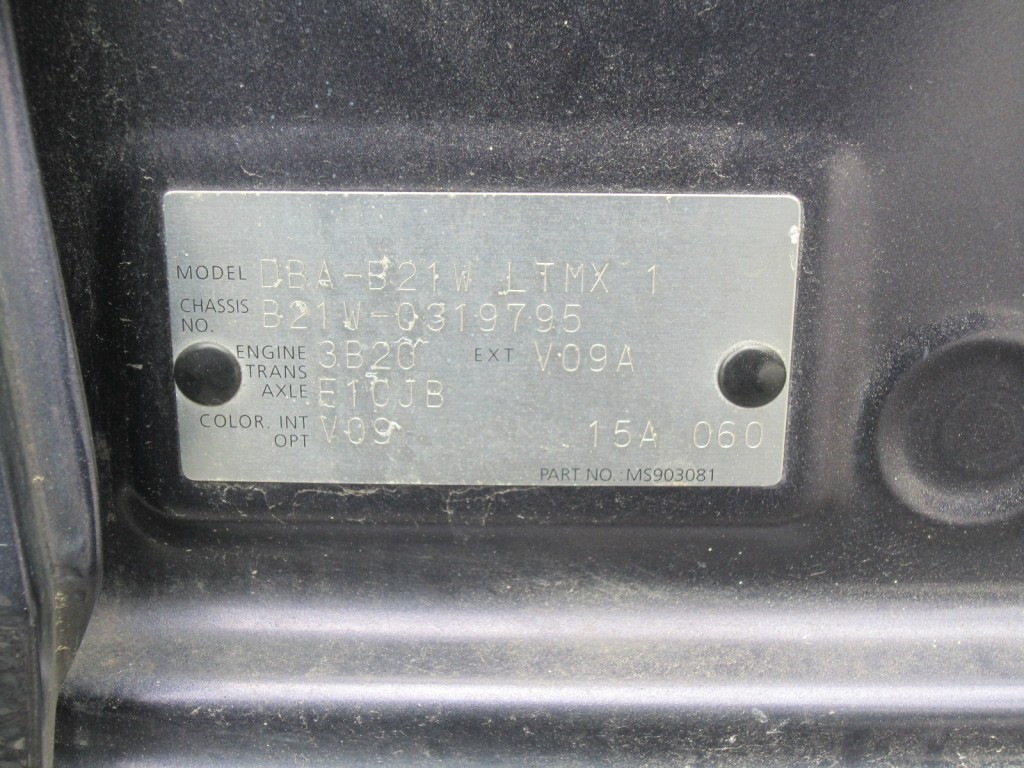 MODEL DBA-B21W LTMX 1
CHASSIS NO. B21W-0319795
ENGINE 3B20 EXT V09A
TRANS AXLE E1CJB
COLOR. INT OPT V09 15A 060
PART NO.: MS903081